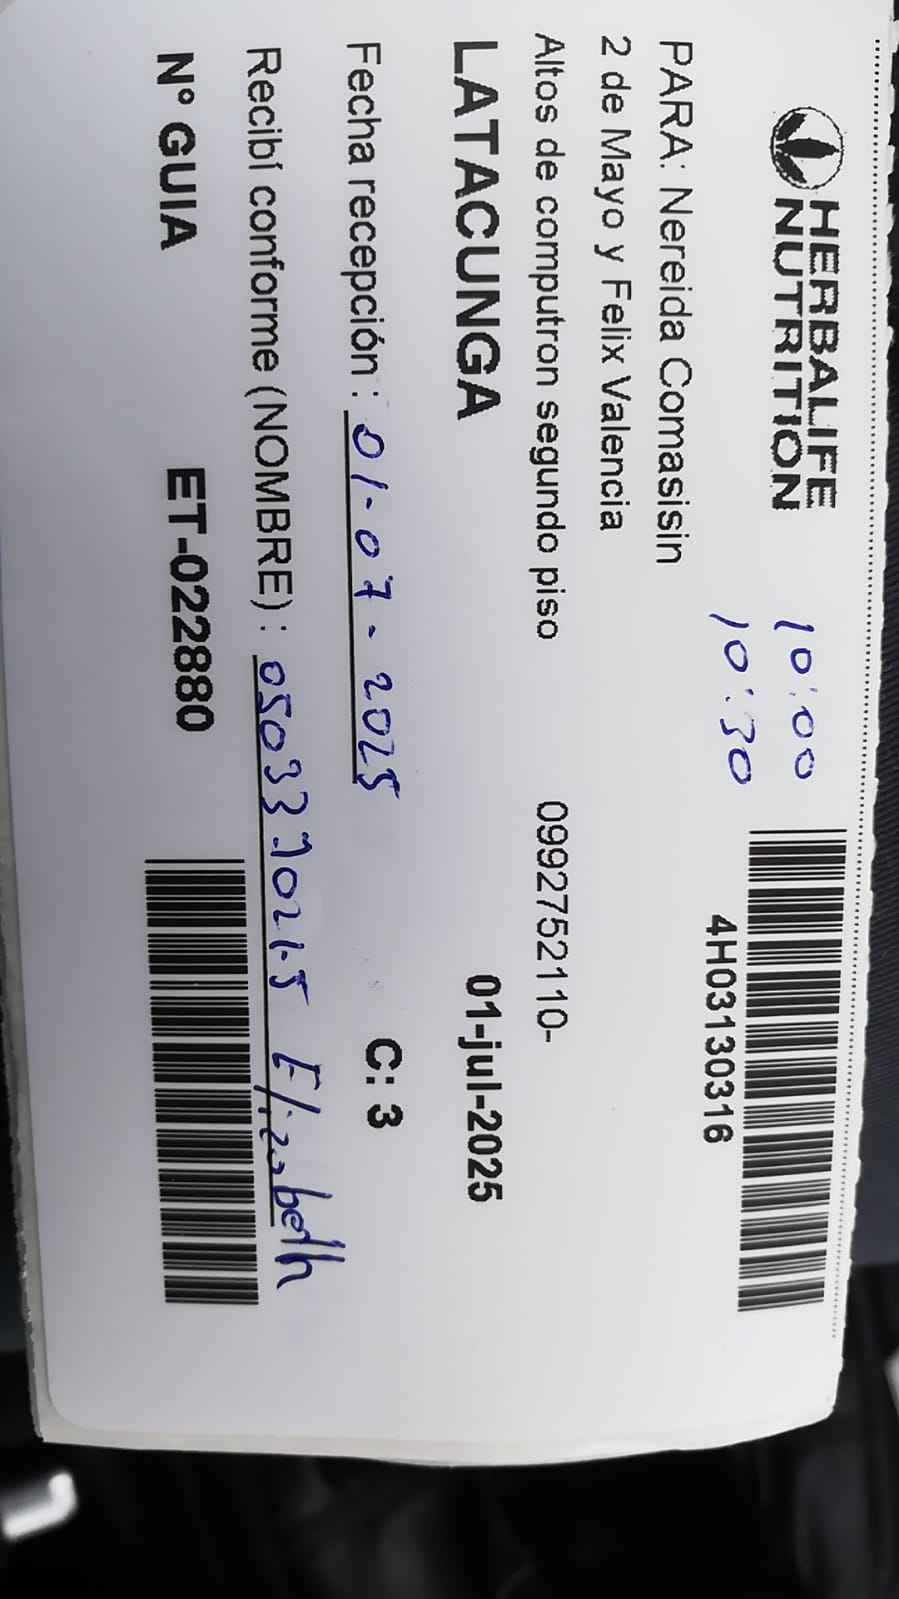 HERBALIFE
NUTRITION
10:00
10:30
4H03130316
PARA: Nereida Comasisin
2 de Mayo y Felix Valencia
Altos de computron segundo piso 0992752110-
LATACUNGA 01-jul-2025
Fecha recepción : 01-07-2025 C: 3
Recibí conforme (NOMBRE) : Elizabeth
N° GUIA ET-022880